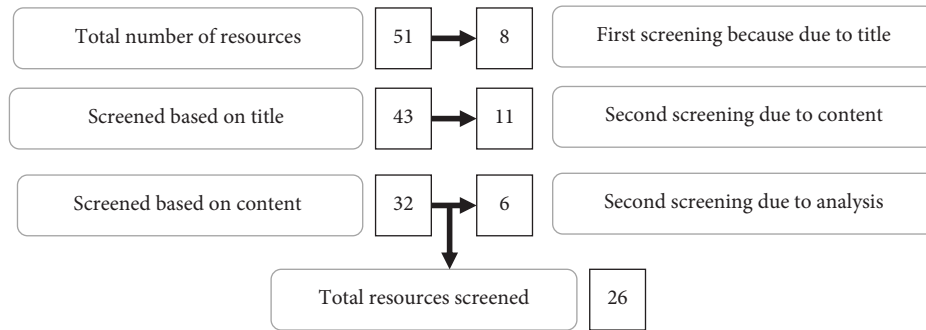 Total number of resources 51 8 First screening because due to title
Screened based on title 43 11 Second screening due to content
Screened based on content 32 6 Second screening due to analysis
Total resources screened 26